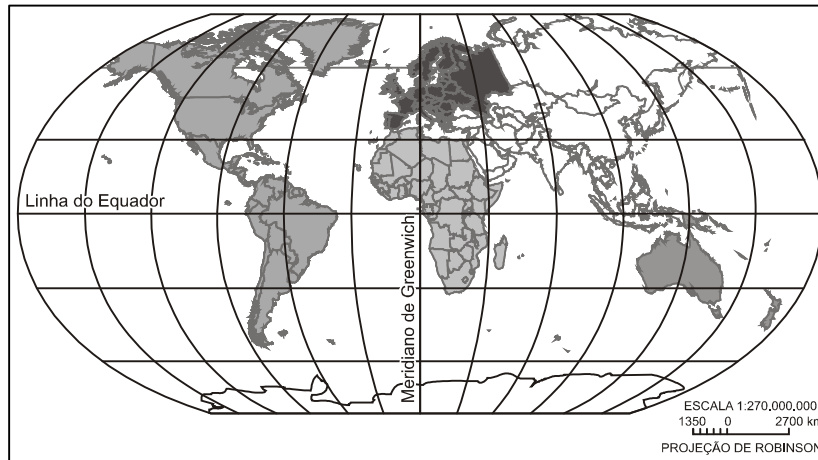 Linha do Equador
Meridiano de Greenwich
ESCALA 1:270.000.000
1350 0 2700 km
PROJEÇÃO DE ROBINSON